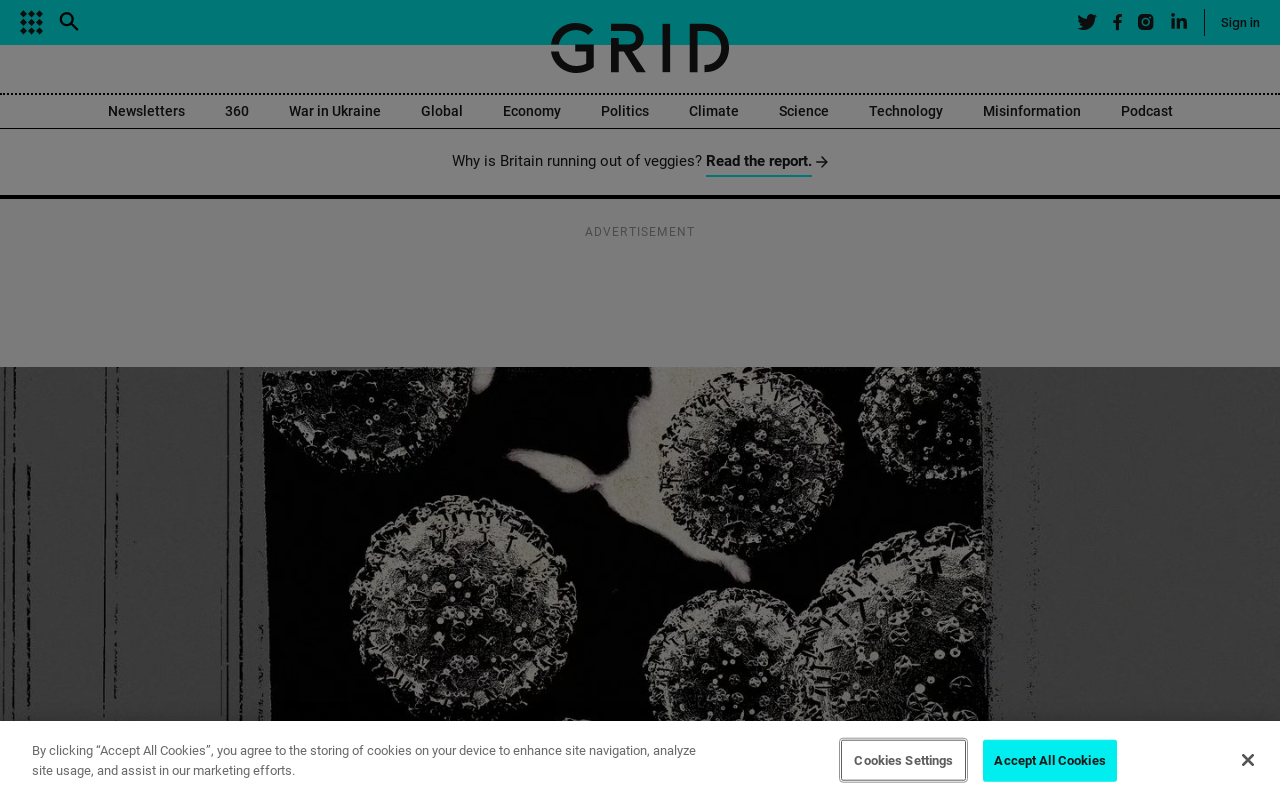 GRID
Sign in
Newsletters 360 War in Ukraine Global Economy Politics Climate Science Technology Misinformation Podcast
Why is Britain running out of veggies? Read the report.
ADVERTISEMENT
By clicking “Accept All Cookies”, you agree to the storing of cookies on your device to enhance site navigation, analyze
site usage, and assist in our marketing efforts.
Cookies Settings
Accept All Cookies